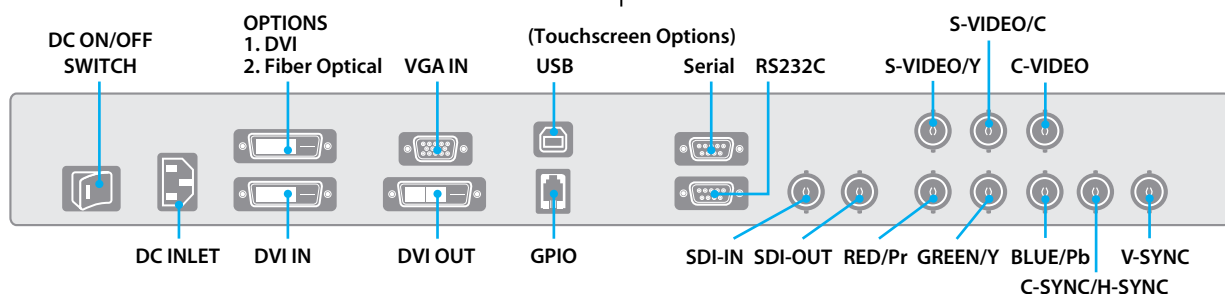 OPTIONS
1. DVI
2. Fiber Optical
DC ON/OFF
SWITCH
VGA IN
(Touchscreen Options)
USB
Serial
RS232C
S-VIDEO/Y
S-VIDEO/C
C-VIDEO
DC INLET
DVI IN
DVI OUT
GPIO
SDI-IN
SDI-OUT
RED/Pr
GREEN/Y
BLUE/Pb
C-SYNC/H-SYNC
V-SYNC